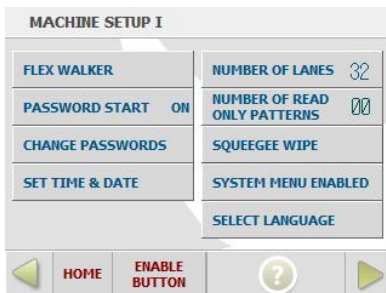 MACHINE SETUP I
FLEX WALKER
PASSWORD START ON
CHANGE PASSWORDS
SET TIME & DATE
NUMBER OF LANES 32
NUMBER OF READ
ONLY PATTERNS 00
SQUEEGEE WIPE
SYSTEM MENU ENABLED
SELECT LANGUAGE
HOME
ENABLE
BUTTON
?